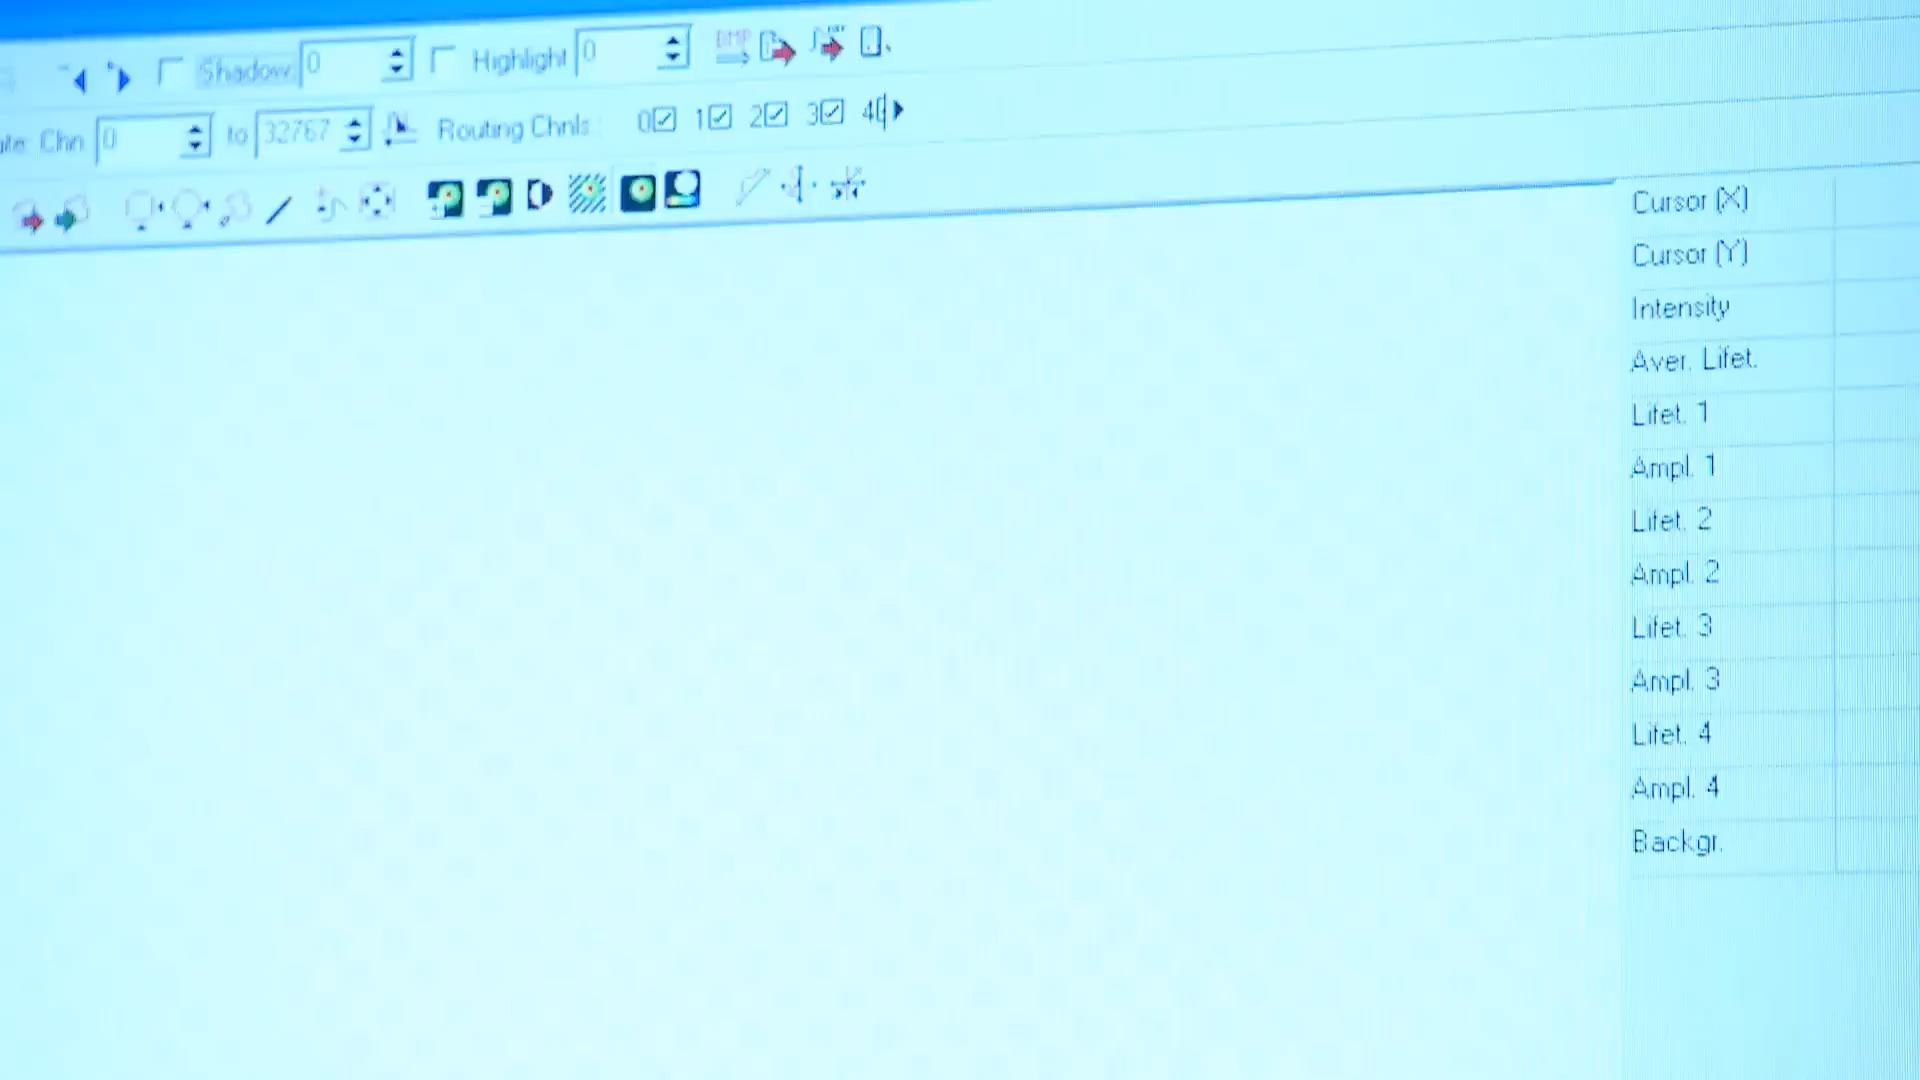 Shadow 0 Highlight 0 BMP
Chn 0 to 32767 Routing Chnls: 0 1 2 3 4
Cursor (X)
Cursor (Y)
Intensity
Aver. Lifet.
Lifet. 1
Ampl. 1
Lifet. 2
Ampl. 2
Lifet. 3
Ampl. 3
Lifet. 4
Ampl. 4
Backgr.